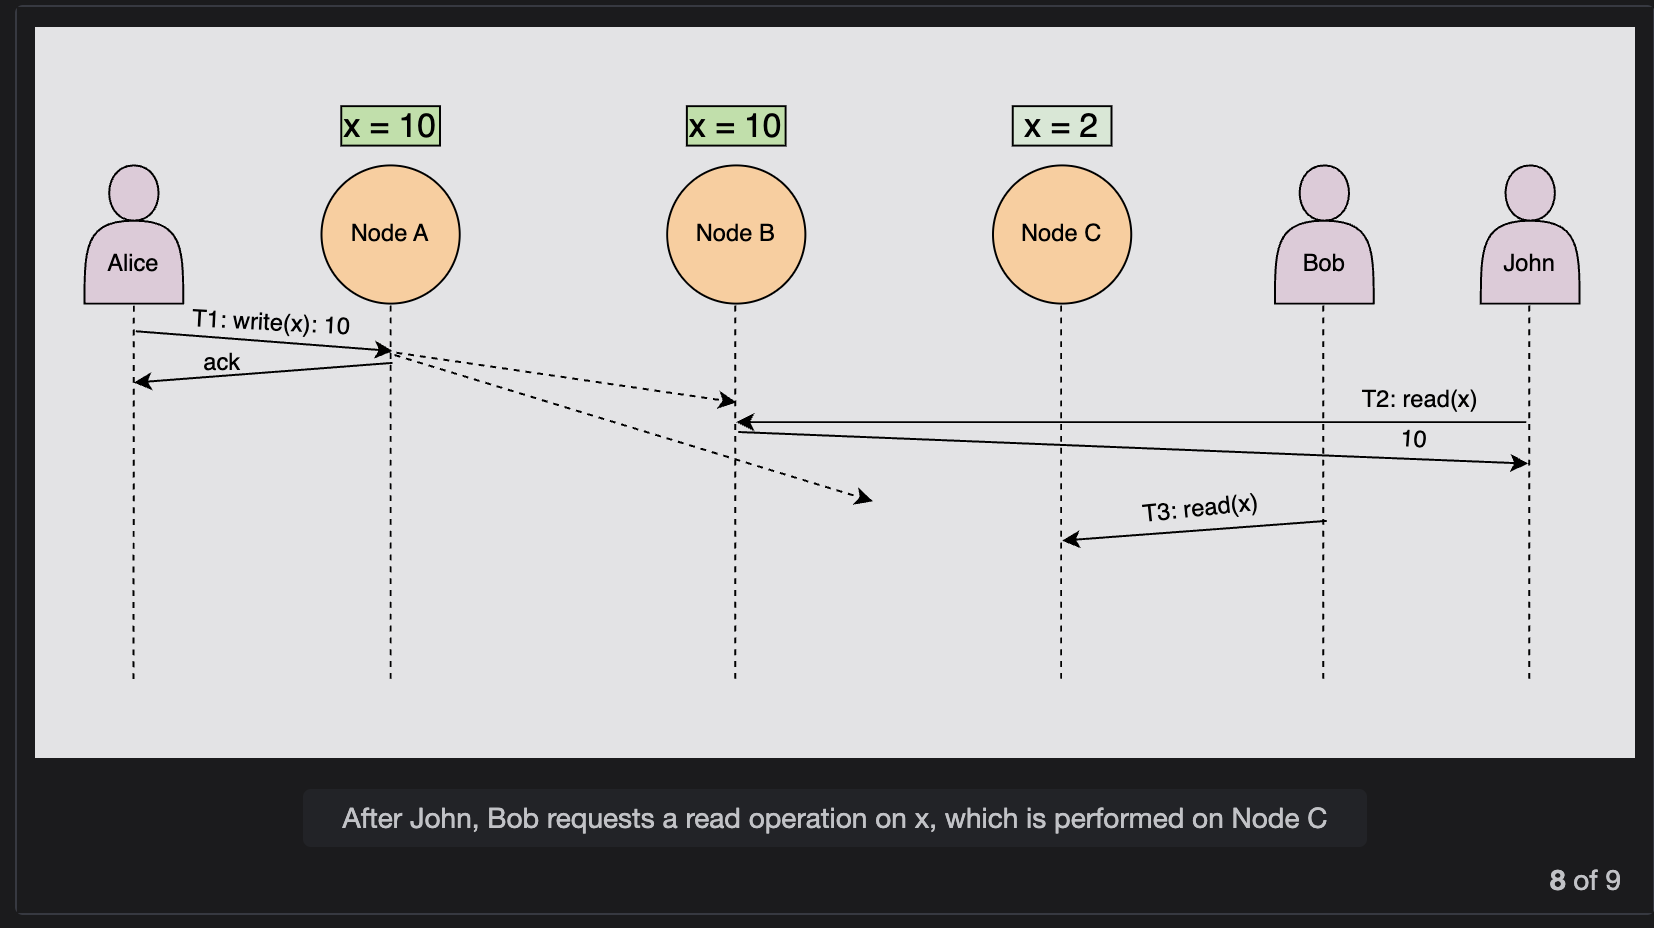 x = 10
x = 10
x = 2
Alice
Node A
Node B
Node C
Bob
John
T1: write(x): 10
ack
T2: read(x)
10
T3: read(x)
After John, Bob requests a read operation on x, which is performed on Node C
8 of 9